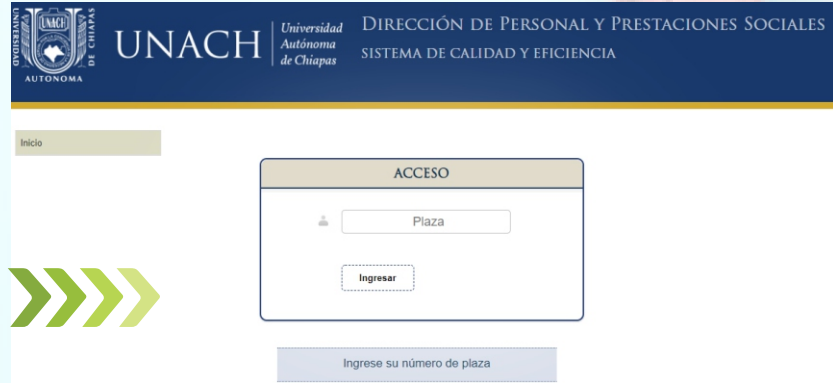 UNIVERSIDAD
UNACH
DE CHIAPAS
AUTONOMA
UNACH
Universidad
Autónoma
de Chiapas
Dirección de Personal y Prestaciones Sociales
sistema de calidad y eficiencia
Inicio
ACCESO
Plaza
Ingresar
Ingrese su número de plaza